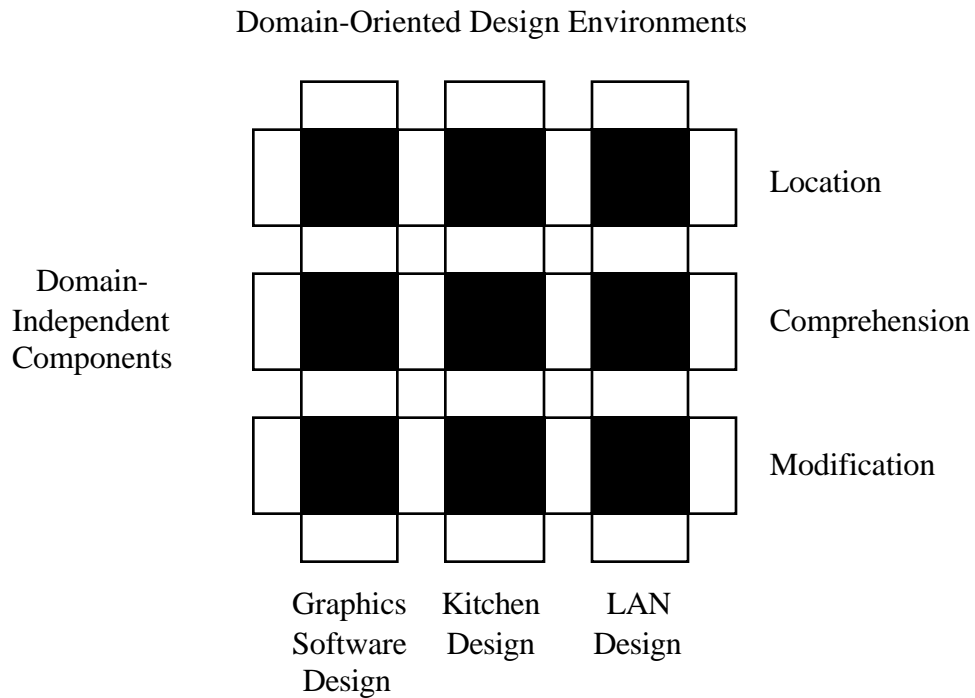 Domain-Oriented Design Environments
Location
Domain-
Independent
Components
Comprehension
Modification
Graphics
Software
Design
Kitchen
Design
LAN
Design